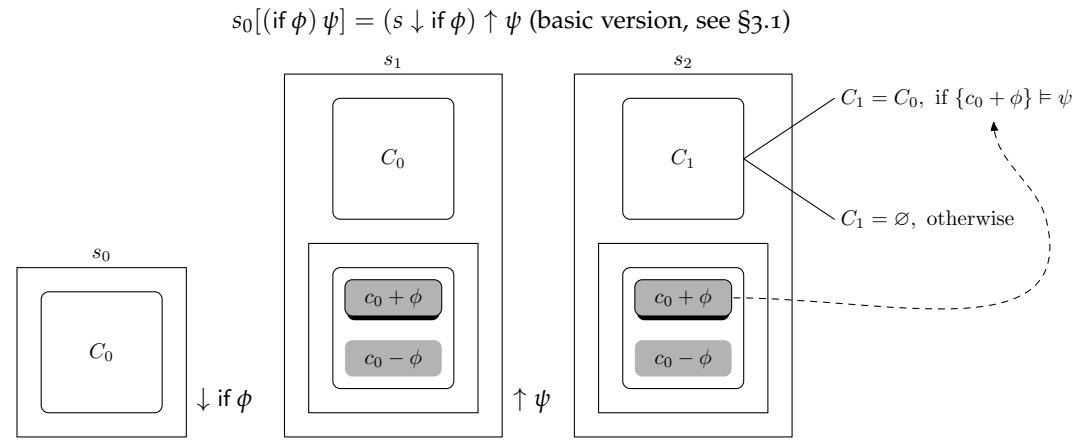 s₀[(if ϕ) ψ] = (s ↓ if ϕ) ↑ ψ (basic version, see §3.1)
s₀
C₀
↓ if ϕ
s₁
C₀
c₀ + ϕ
c₀ − ϕ
↑ ψ
s₂
C₁
c₀ + ϕ
c₀ − ϕ
C₁ = C₀, if {c₀ + ϕ} ⊨ ψ
C₁ = ∅, otherwise